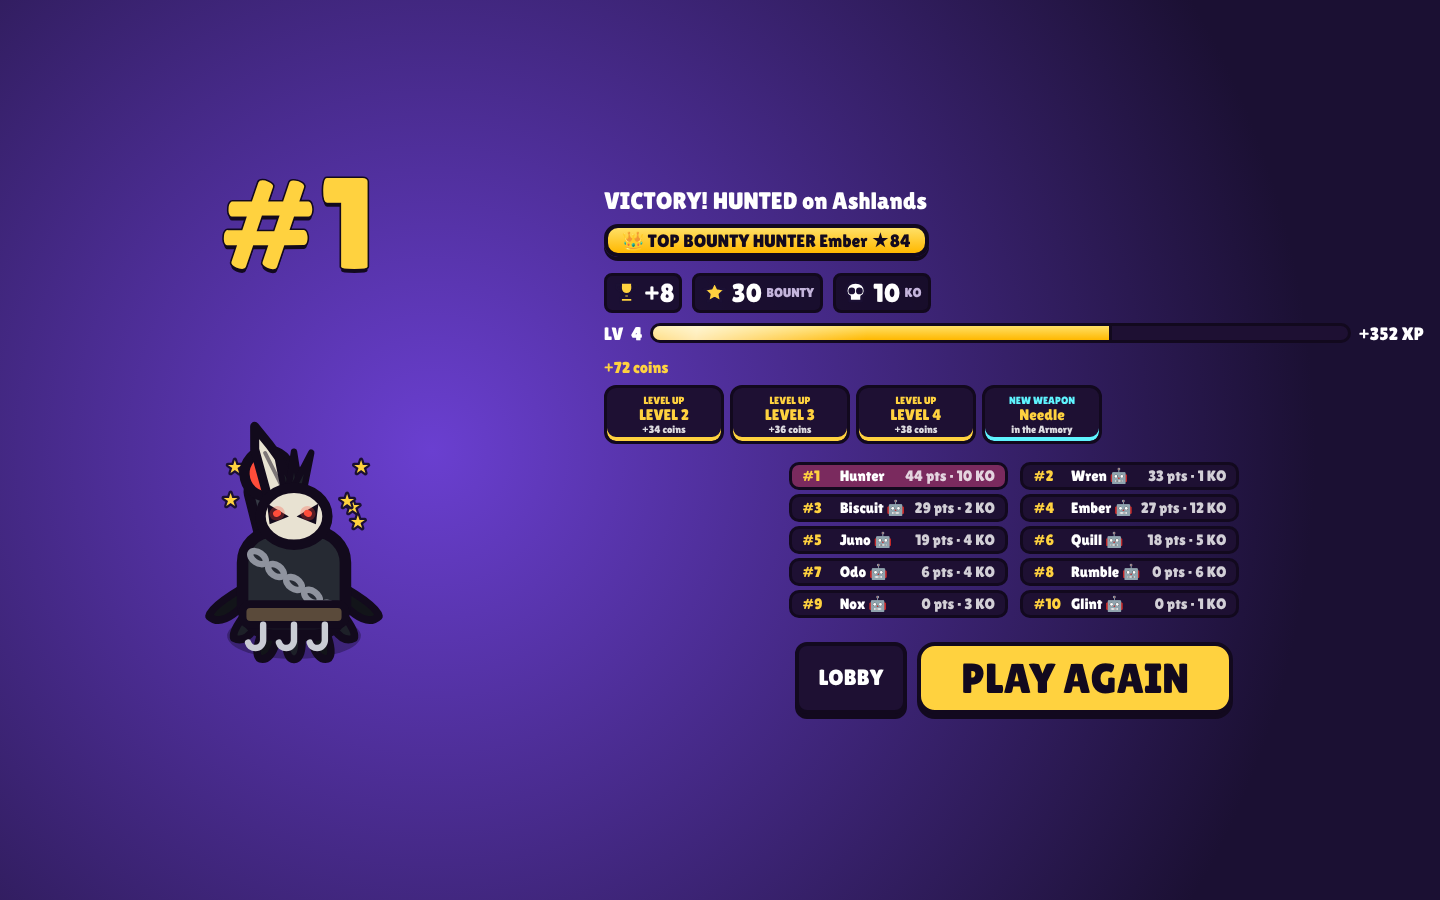 #1
VICTORY! HUNTED on Ashlands
👑 TOP BOUNTY HUNTER Ember ★84
+8
30 BOUNTY
10 KO
LV 4
+352 XP
+72 coins
LEVEL UP
LEVEL 2
+34 coins
LEVEL UP
LEVEL 3
+36 coins
LEVEL UP
LEVEL 4
+38 coins
NEW WEAPON
Needle
in the Armory
#1 Hunter 44 pts · 10 KO
#2 Wren 🤖 33 pts · 1 KO
#3 Biscuit 🤖 29 pts · 2 KO
#4 Ember 🤖 27 pts · 12 KO
#5 Juno 🤖 19 pts · 4 KO
#6 Quill 🤖 18 pts · 5 KO
#7 Odo 🤖 6 pts · 4 KO
#8 Rumble 🤖 0 pts · 6 KO
#9 Nox 🤖 0 pts · 3 KO
#10 Glint 🤖 0 pts · 1 KO
LOBBY
PLAY AGAIN